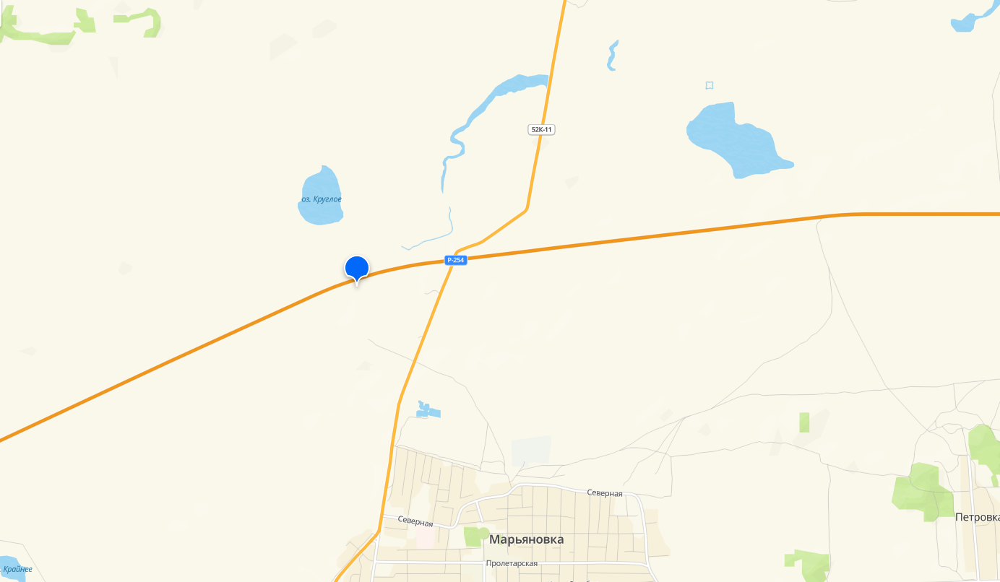 52К-11
оз. Круглое
Р-254
Северная
Северная
Петровка
Марьяновка
Пролетарская
Крайнее